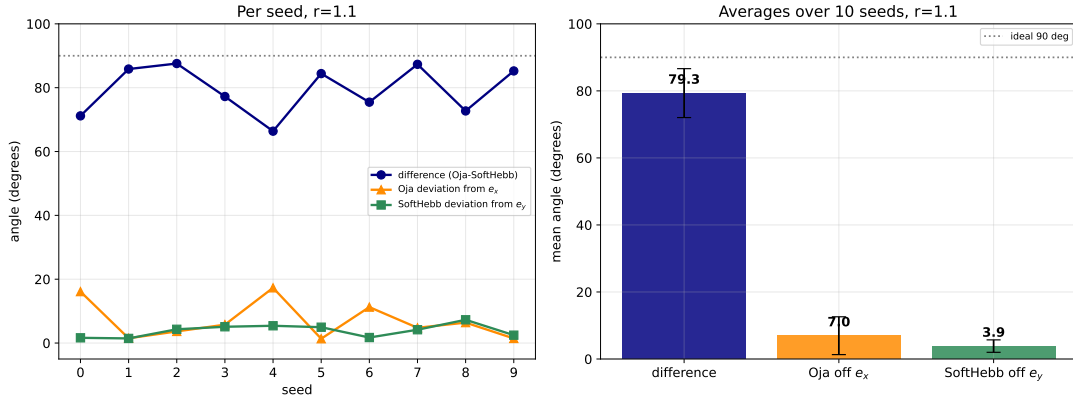 Per seed, r=1.1
100
80
60
40
20
0
angle (degrees)
difference (Oja-SoftHebb)
Oja deviation from e_x
SoftHebb deviation from e_y
0 1 2 3 4 5 6 7 8 9
seed
Averages over 10 seeds, r=1.1
100
80
60
40
20
0
mean angle (degrees)
ideal 90 deg
79.3
7.0
3.9
difference Oja off e_x SoftHebb off e_y